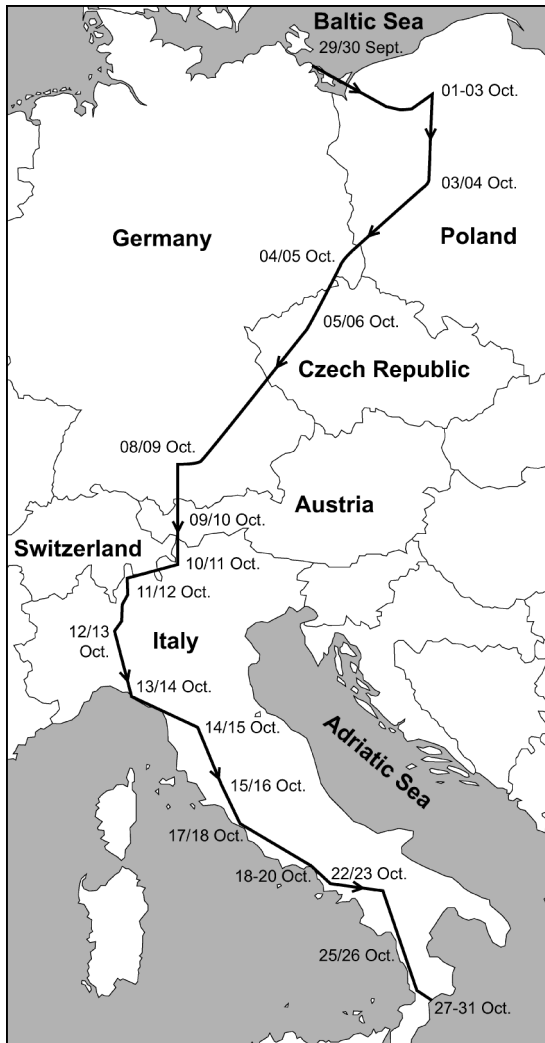 Baltic Sea
29/30 Sept.
01-03 Oct.
03/04 Oct.
Germany
Poland
04/05 Oct.
05/06 Oct.
Czech Republic
08/09 Oct.
Austria
09/10 Oct.
Switzerland
10/11 Oct.
11/12 Oct.
12/13
Oct.
Italy
13/14 Oct.
14/15 Oct.
Adriatic Sea
15/16 Oct.
17/18 Oct.
18-20 Oct.
22/23 Oct.
25/26 Oct.
27-31 Oct.